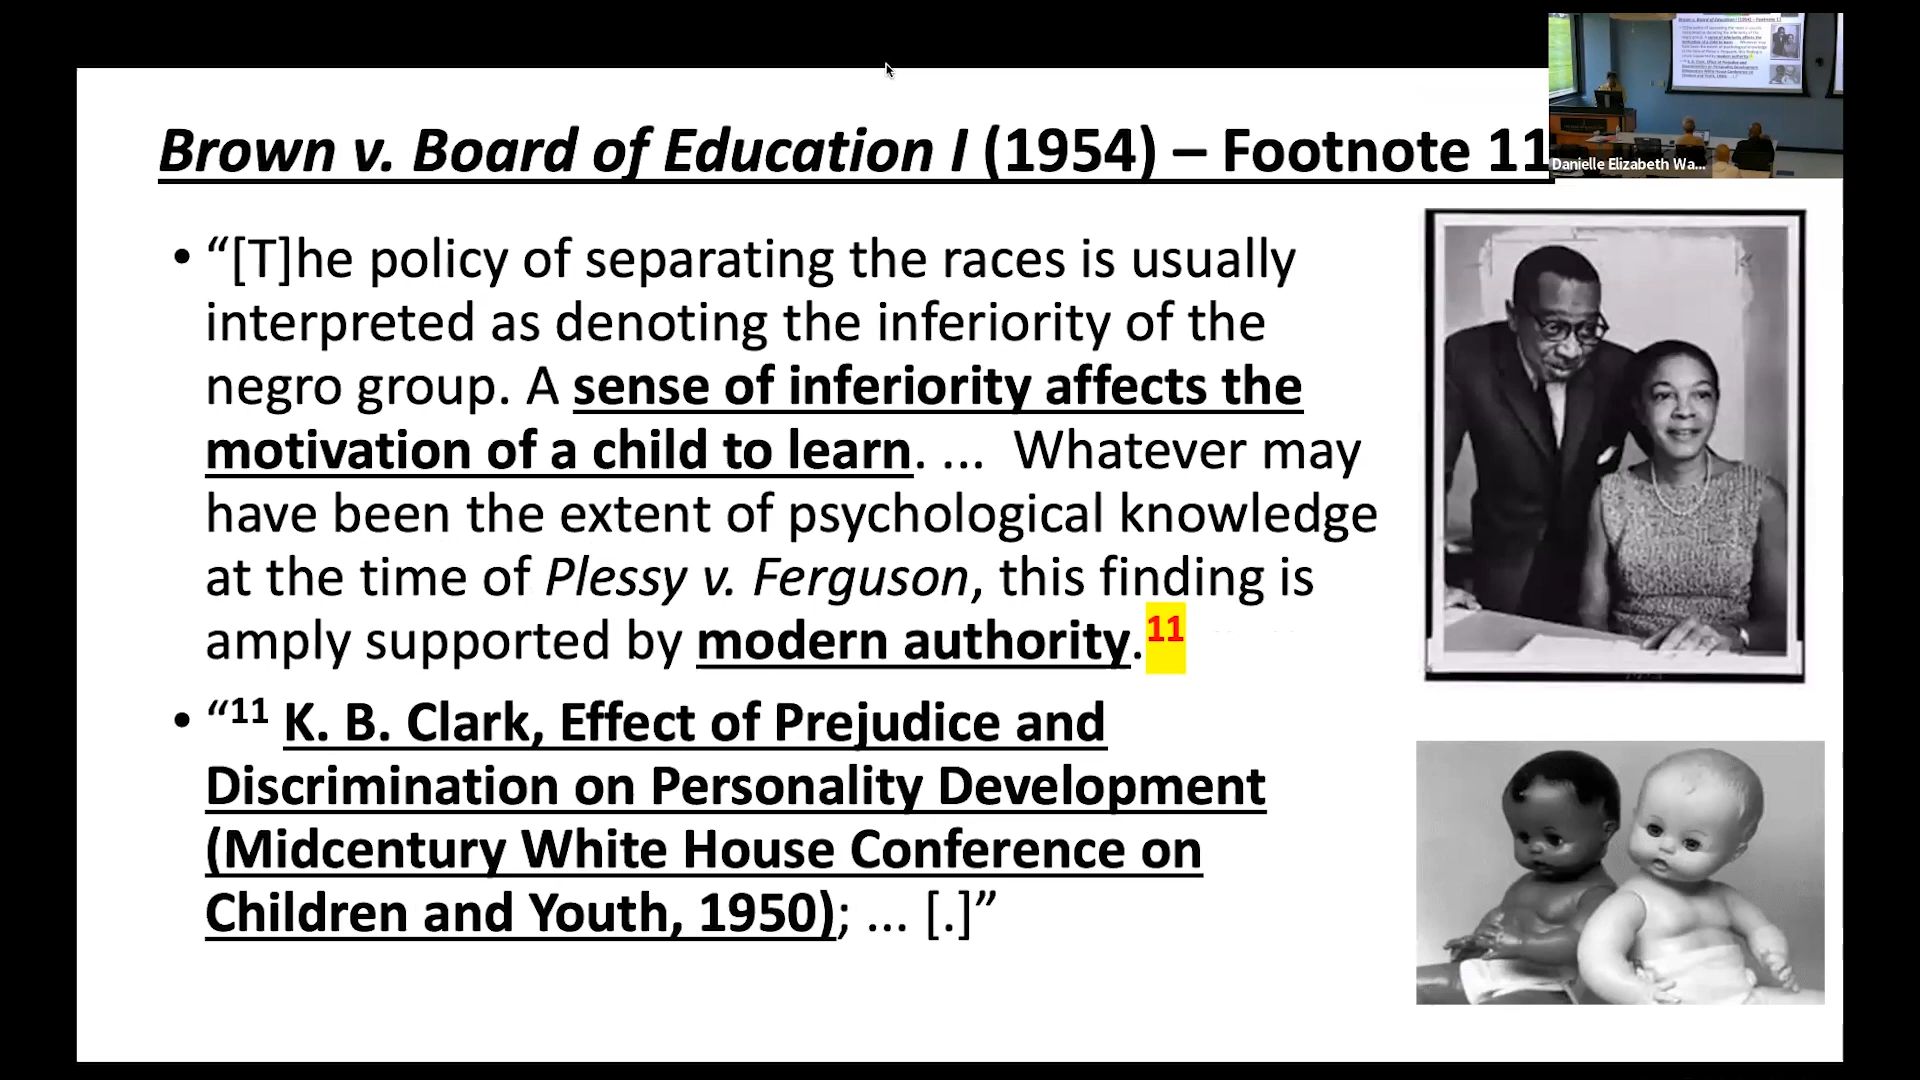 Brown v. Board of Education I (1954) – Footnote 11
Danielle Elizabeth Wa...
• “[T]he policy of separating the races is usually
interpreted as denoting the inferiority of the
negro group. A sense of inferiority affects the
motivation of a child to learn. ... Whatever may
have been the extent of psychological knowledge
at the time of Plessy v. Ferguson, this finding is
amply supported by modern authority.11
• “11 K. B. Clark, Effect of Prejudice and
Discrimination on Personality Development
(Midcentury White House Conference on
Children and Youth, 1950); ... [.]”